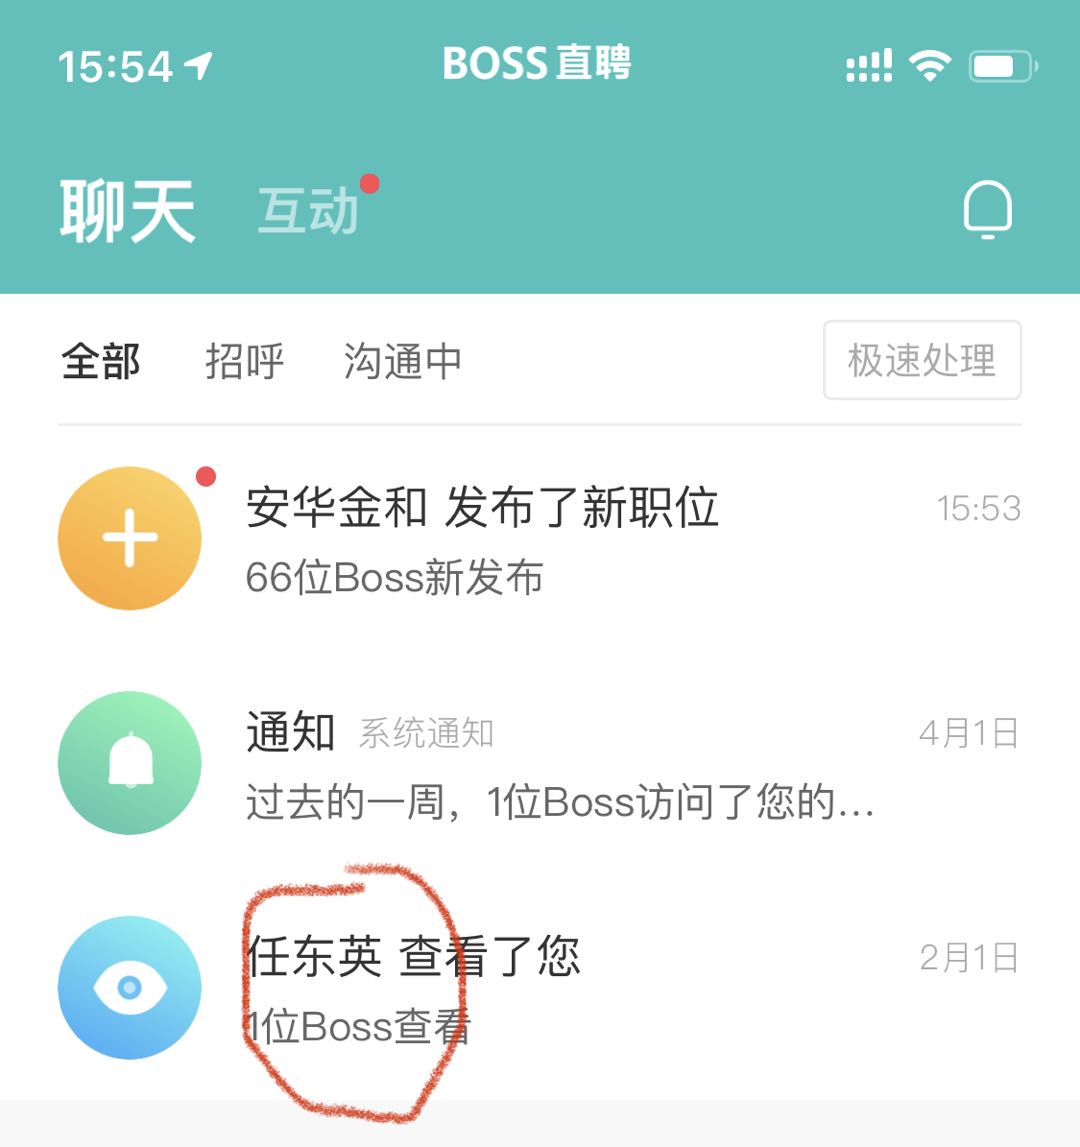 15:54 BOSS直聘
聊天 互动
全部 招呼 沟通中 极速处理
安华金和 发布了新职位 15:53
66位Boss新发布
通知 系统通知 4月1日
过去的一周，1位Boss访问了您的...
任东英 查看了您 2月1日
1位Boss查看